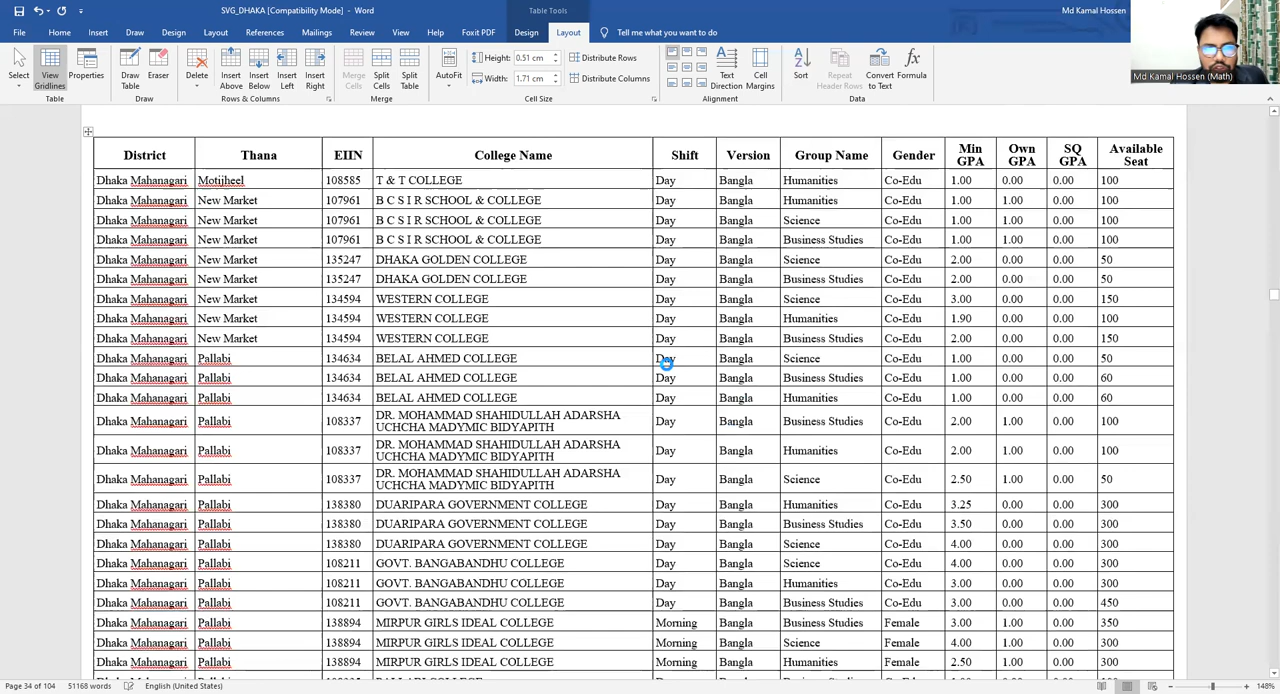 SVG_DHAKA [Compatibility Mode] - Word
Table Tools
Md Kamal Hossen
File Home Insert Draw Design Layout References Mailings Review View Help Foxit PDF Design Layout Tell me what you want to do
Select View Gridlines Properties Draw Table Eraser Delete Insert Above Insert Below Insert Left Insert Right Merge Cells Split Cells Split Table AutoFit Height: 0.51 cm Width: 1.71 cm Distribute Rows Distribute Columns Text Direction Cell Margins Sort Repeat Header Rows Convert to Text Formula
Table Draw Rows & Columns Merge Cell Size Alignment Data
Md Kamal Hossen (Math)
District Thana EIIN College Name Shift Version Group Name Gender Min GPA Own GPA SQ GPA Available Seat
Dhaka Mahanagari Motijheel 108585 T & T COLLEGE Day Bangla Humanities Co-Edu 1.00 0.00 0.00 100
Dhaka Mahanagari New Market 107961 B C S I R SCHOOL & COLLEGE Day Bangla Humanities Co-Edu 1.00 1.00 0.00 100
Dhaka Mahanagari New Market 107961 B C S I R SCHOOL & COLLEGE Day Bangla Science Co-Edu 1.00 1.00 0.00 100
Dhaka Mahanagari New Market 107961 B C S I R SCHOOL & COLLEGE Day Bangla Business Studies Co-Edu 1.00 1.00 0.00 100
Dhaka Mahanagari New Market 135247 DHAKA GOLDEN COLLEGE Day Bangla Science Co-Edu 2.00 0.00 0.00 50
Dhaka Mahanagari New Market 135247 DHAKA GOLDEN COLLEGE Day Bangla Business Studies Co-Edu 2.00 0.00 0.00 50
Dhaka Mahanagari New Market 134594 WESTERN COLLEGE Day Bangla Science Co-Edu 3.00 0.00 0.00 150
Dhaka Mahanagari New Market 134594 WESTERN COLLEGE Day Bangla Humanities Co-Edu 1.90 0.00 0.00 100
Dhaka Mahanagari New Market 134594 WESTERN COLLEGE Day Bangla Business Studies Co-Edu 2.00 0.00 0.00 150
Dhaka Mahanagari Pallabi 134634 BELAL AHMED COLLEGE Day Bangla Science Co-Edu 1.00 0.00 0.00 50
Dhaka Mahanagari Pallabi 134634 BELAL AHMED COLLEGE Day Bangla Business Studies Co-Edu 1.00 0.00 0.00 60
Dhaka Mahanagari Pallabi 134634 BELAL AHMED COLLEGE Day Bangla Humanities Co-Edu 1.00 0.00 0.00 60
Dhaka Mahanagari Pallabi 108337 DR. MOHAMMAD SHAHIDULLAH ADARSHA UCHCHA MADYMIC BIDYAPITH Day Bangla Business Studies Co-Edu 2.00 1.00 0.00 100
Dhaka Mahanagari Pallabi 108337 DR. MOHAMMAD SHAHIDULLAH ADARSHA UCHCHA MADYMIC BIDYAPITH Day Bangla Humanities Co-Edu 2.00 1.00 0.00 100
Dhaka Mahanagari Pallabi 108337 DR. MOHAMMAD SHAHIDULLAH ADARSHA UCHCHA MADYMIC BIDYAPITH Day Bangla Science Co-Edu 2.50 1.00 0.00 50
Dhaka Mahanagari Pallabi 138380 DUARIPARA GOVERNMENT COLLEGE Day Bangla Humanities Co-Edu 3.25 0.00 0.00 300
Dhaka Mahanagari Pallabi 138380 DUARIPARA GOVERNMENT COLLEGE Day Bangla Business Studies Co-Edu 3.50 0.00 0.00 300
Dhaka Mahanagari Pallabi 138380 DUARIPARA GOVERNMENT COLLEGE Day Bangla Science Co-Edu 4.00 0.00 0.00 300
Dhaka Mahanagari Pallabi 108211 GOVT. BANGABANDHU COLLEGE Day Bangla Science Co-Edu 4.00 0.00 0.00 300
Dhaka Mahanagari Pallabi 108211 GOVT. BANGABANDHU COLLEGE Day Bangla Humanities Co-Edu 3.00 0.00 0.00 300
Dhaka Mahanagari Pallabi 108211 GOVT. BANGABANDHU COLLEGE Day Bangla Business Studies Co-Edu 3.00 0.00 0.00 450
Dhaka Mahanagari Pallabi 138894 MIRPUR GIRLS IDEAL COLLEGE Morning Bangla Business Studies Female 3.00 1.00 0.00 350
Dhaka Mahanagari Pallabi 138894 MIRPUR GIRLS IDEAL COLLEGE Morning Bangla Science Female 4.00 1.00 0.00 300
Dhaka Mahanagari Pallabi 138894 MIRPUR GIRLS IDEAL COLLEGE Morning Bangla Humanities Female 2.50 1.00 0.00 300
Page 34 of 104 51168 words English (United States) 148%